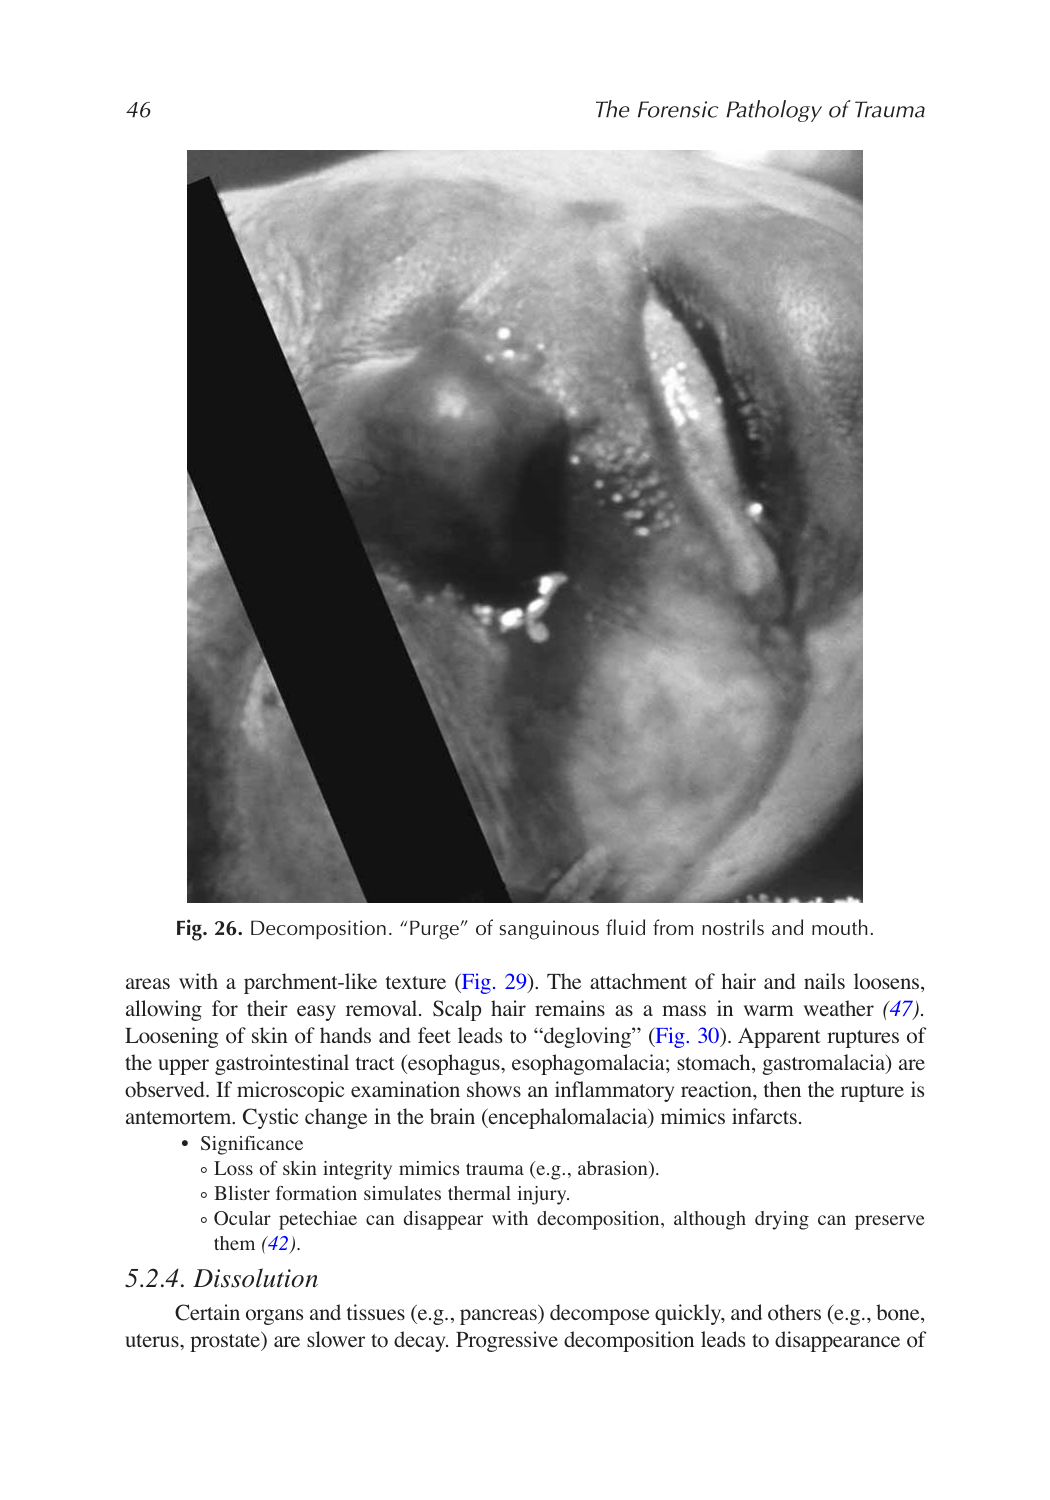 46
The Forensic Pathology of Trauma
Fig. 26. Decomposition. “Purge” of sanguinous fluid from nostrils and mouth.
areas with a parchment-like texture (Fig. 29). The attachment of hair and nails loosens,
allowing for their easy removal. Scalp hair remains as a mass in warm weather (47).
Loosening of skin of hands and feet leads to “degloving” (Fig. 30). Apparent ruptures of
the upper gastrointestinal tract (esophagus, esophagomalacia; stomach, gastromalacia) are
observed. If microscopic examination shows an inflammatory reaction, then the rupture is
antemortem. Cystic change in the brain (encephalomalacia) mimics infarcts.
• Significance
◦ Loss of skin integrity mimics trauma (e.g., abrasion).
◦ Blister formation simulates thermal injury.
◦ Ocular petechiae can disappear with decomposition, although drying can preserve
them (42).
5.2.4. Dissolution
Certain organs and tissues (e.g., pancreas) decompose quickly, and others (e.g., bone,
uterus, prostate) are slower to decay. Progressive decomposition leads to disappearance of